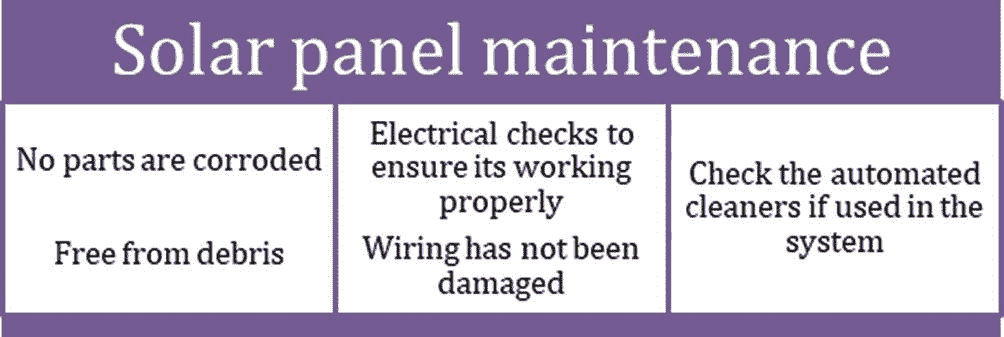 Solar panel maintenance
No parts are corroded
Free from debris
Electrical checks to
ensure its working
properly
Wiring has not been
damaged
Check the automated
cleaners if used in the
system